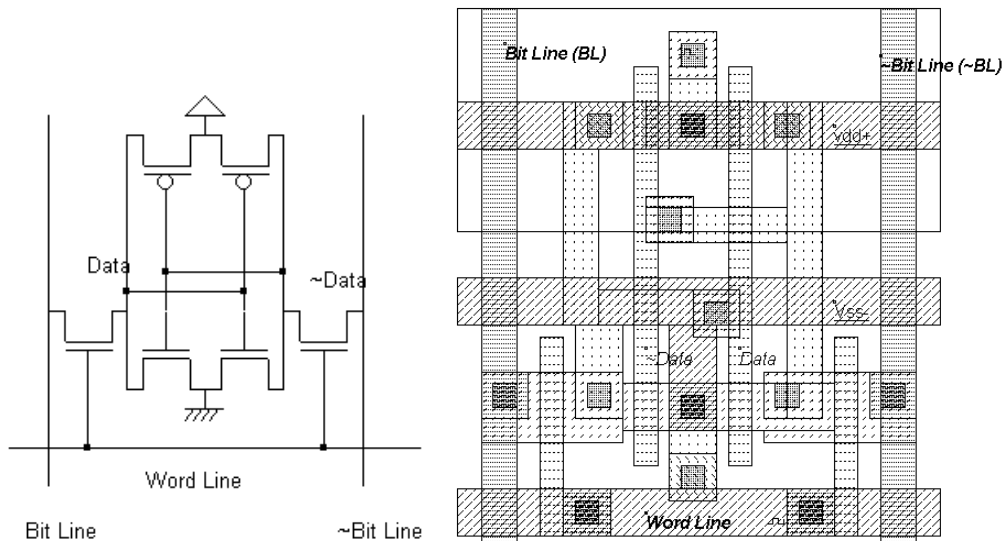 Data
~Data
Word Line
Bit Line
~Bit Line
Bit Line (BL)
~Bit Line (~BL)
Vdd+
Vss-
~Data
Data
Word Line